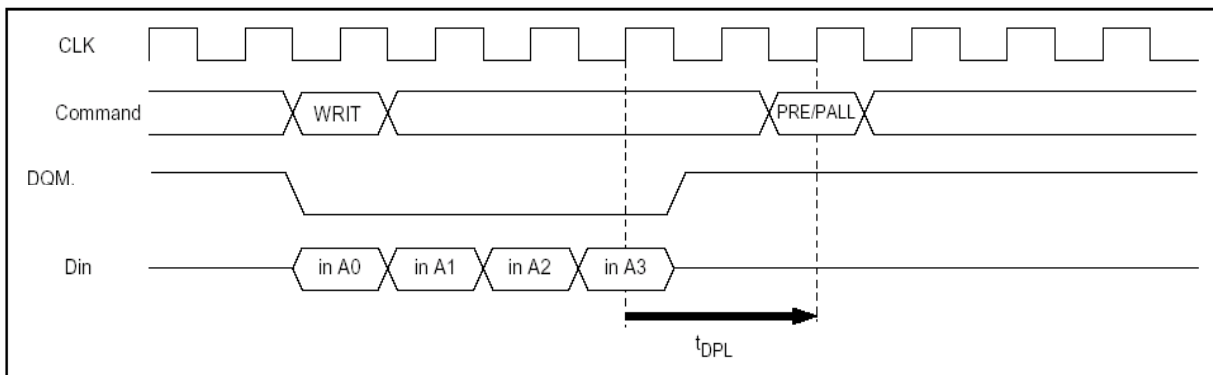 CLK
Command WRIT PRE/PALL
DQM.
Din in A0 in A1 in A2 in A3
tDPL